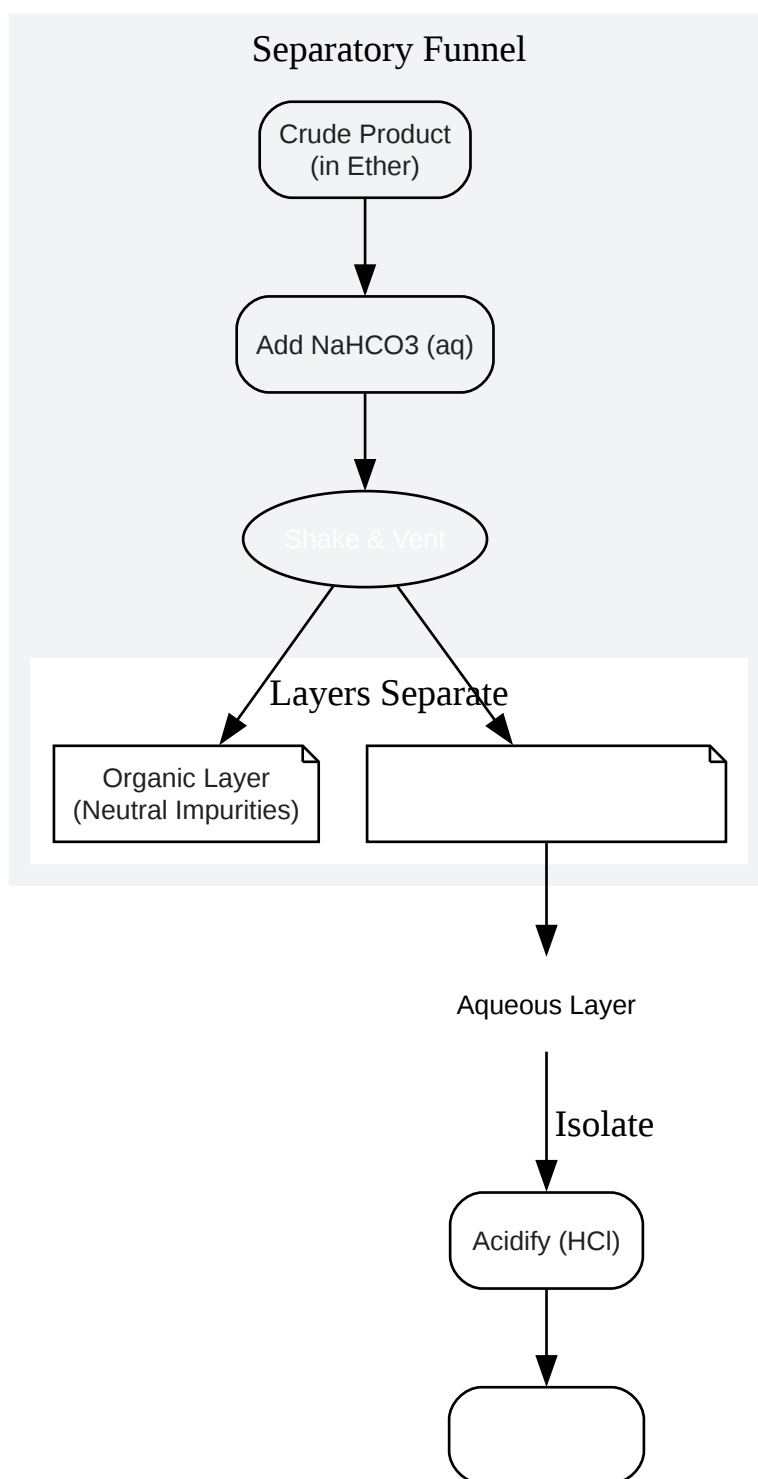 Separatory Funnel
Crude Product
(in Ether)
Add NaHCO3 (aq)
Shake & Vent
Layers Separate
Organic Layer
(Neutral Impurities)
Aqueous Layer
Isolate
Acidify (HCl)